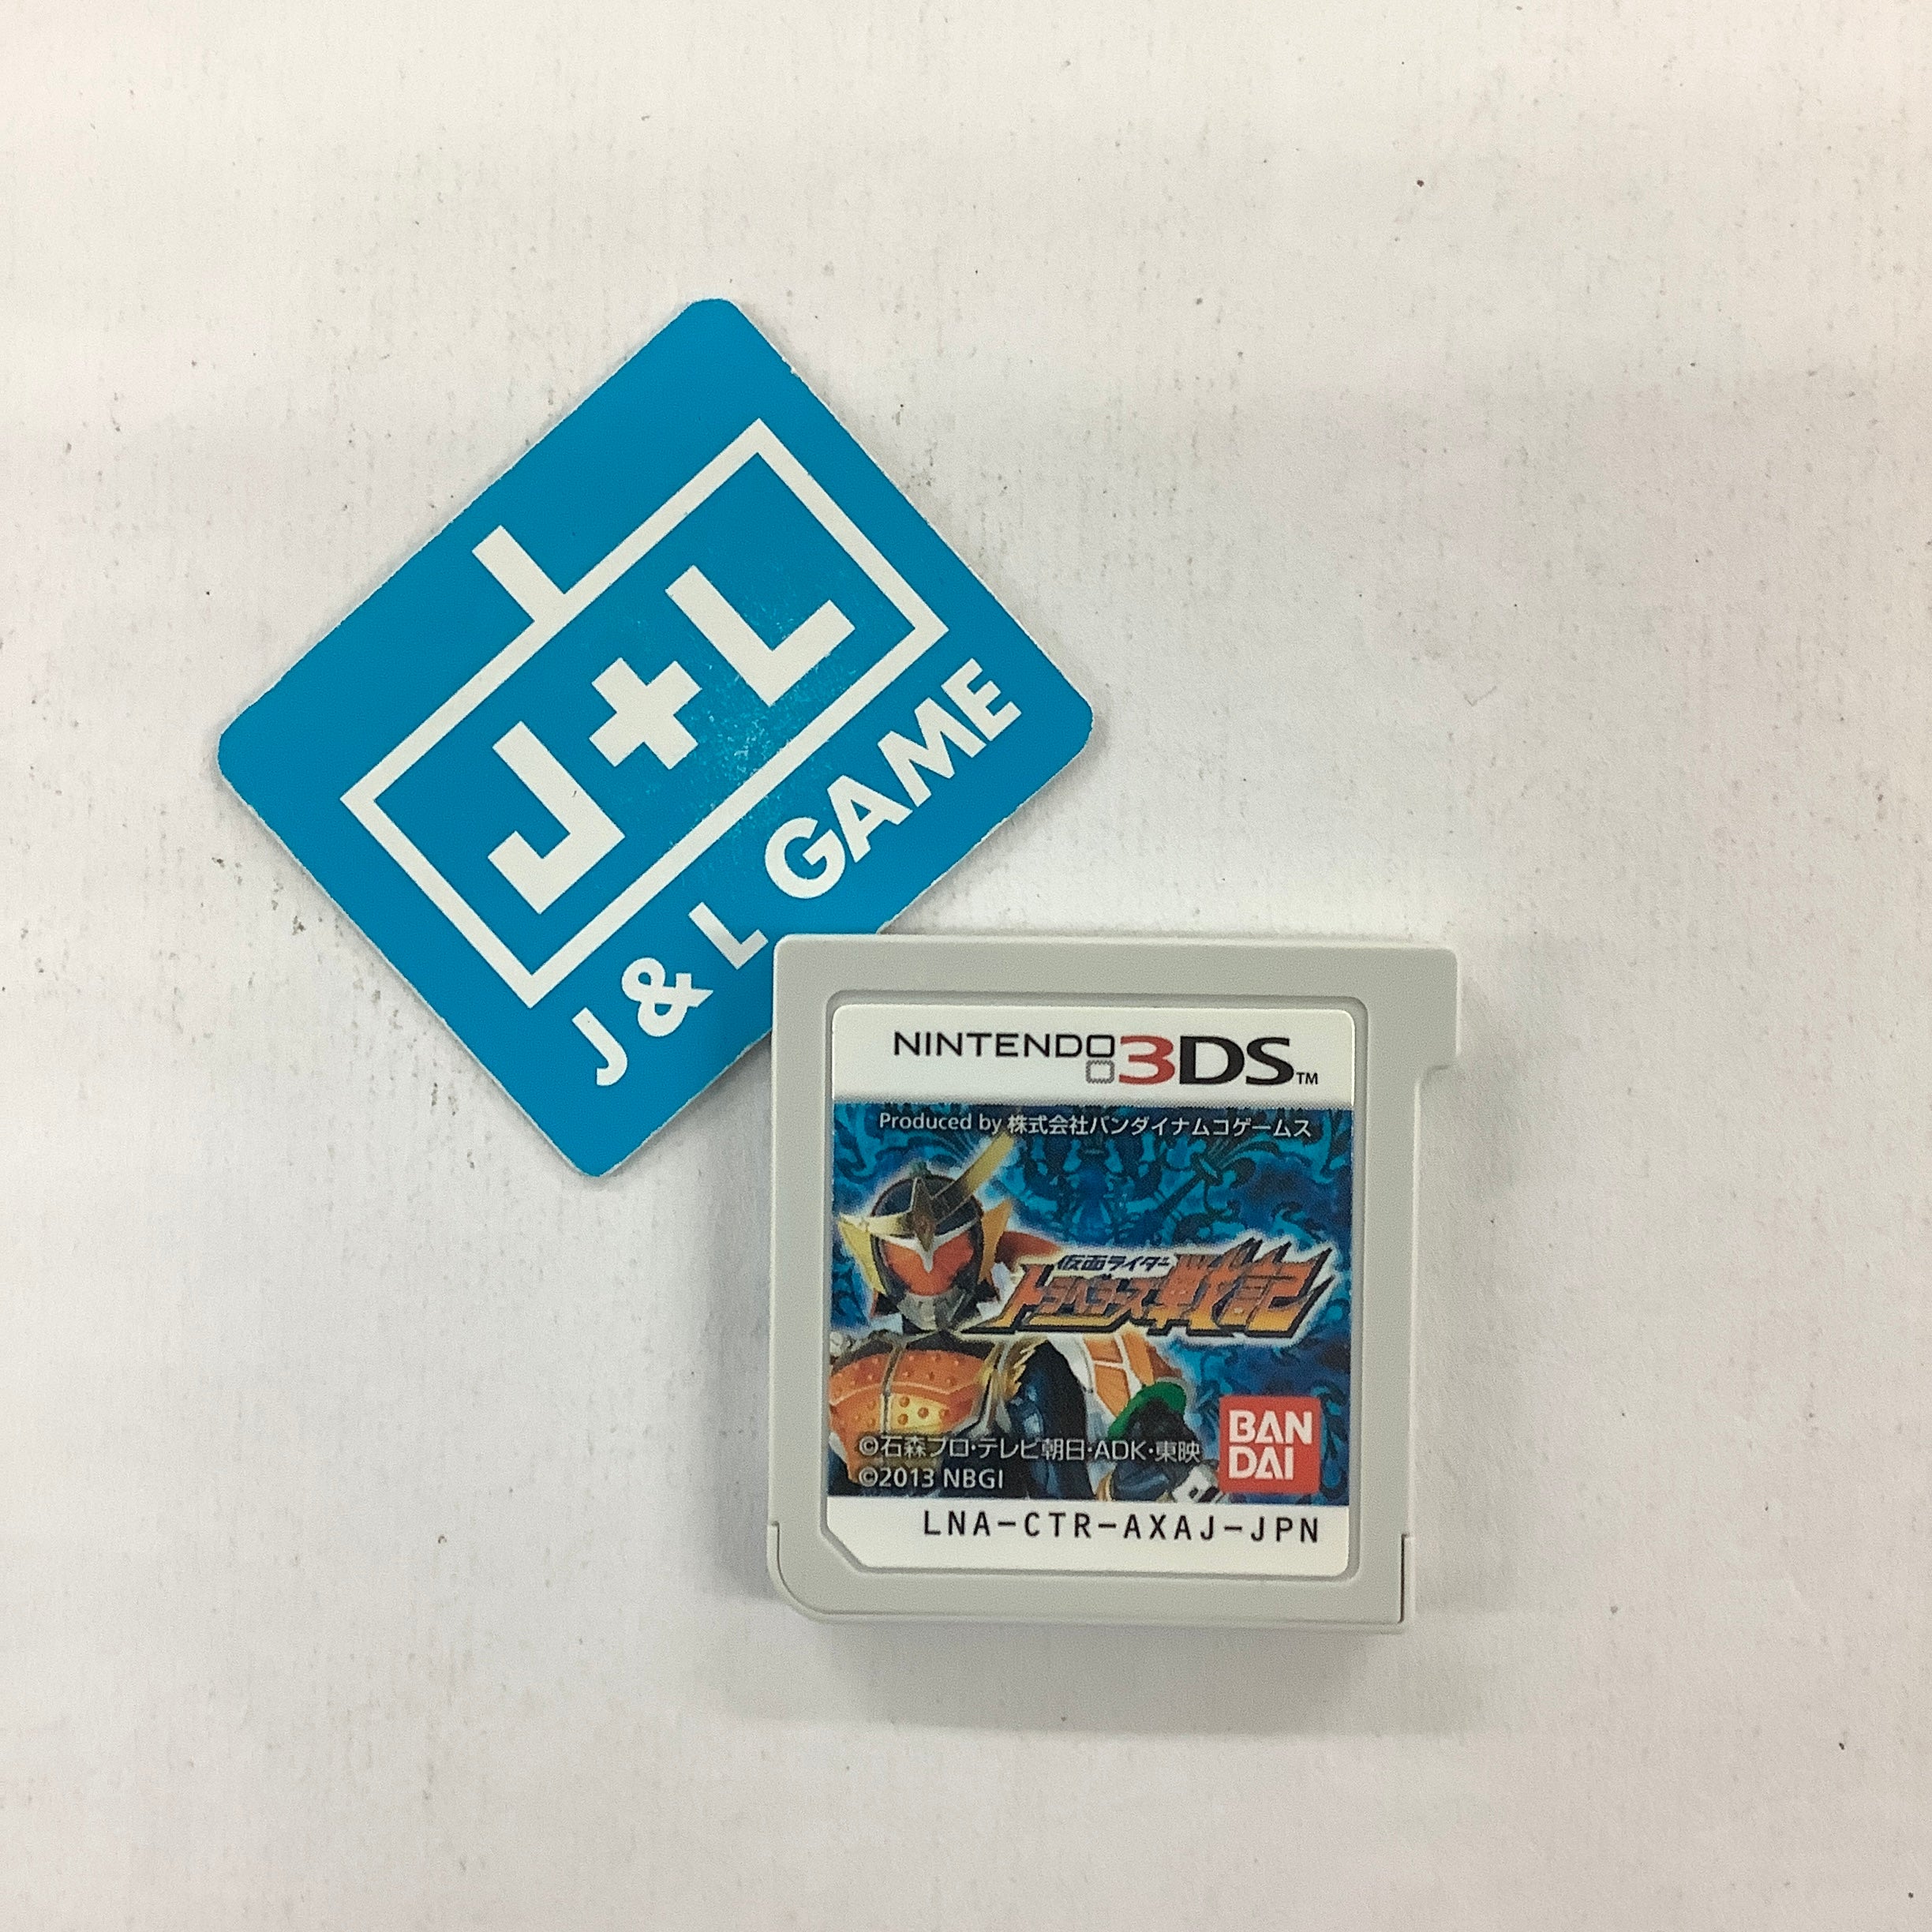 J+L
J & L GAME
NINTENDO 3DS™
Produced by 株式会社バンダイナムコゲームス
仮面ライダー
トラベラーズ戦記
©石森プロ・テレビ朝日・ADK・東映
©2013 NBGI
BAN
DAI
LNA-CTR-AXAJ-JPN